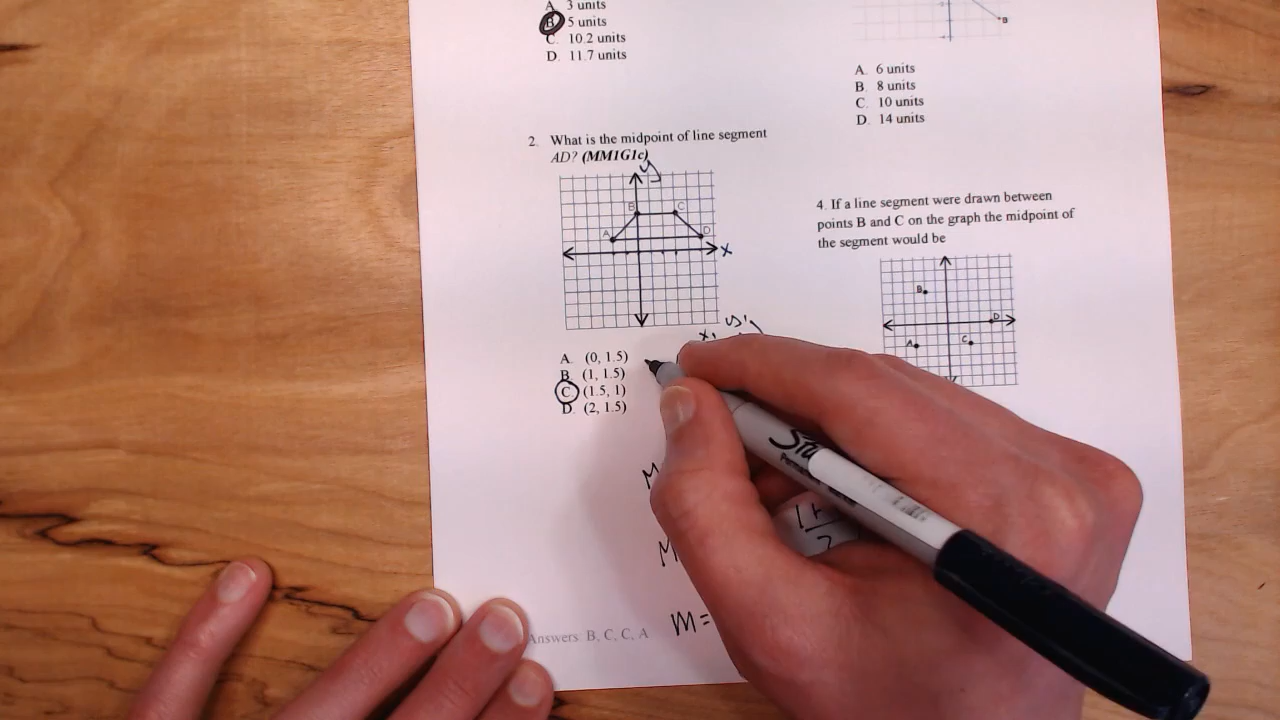 A. 3 units
B. 5 units
C. 10.2 units
D. 11.7 units
B
A. 6 units
B. 8 units
C. 10 units
D. 14 units
2. What is the midpoint of line segment
AD? (MM1G1c)
y
B C
A D
x
A. (0, 1.5)
B. (1, 1.5)
C. (1.5, 1)
D. (2, 1.5)
x, y,
4. If a line segment were drawn between
points B and C on the graph the midpoint of
the segment would be
B
D
A C
M
M
M=
1+
2
Answers: B, C, C, A